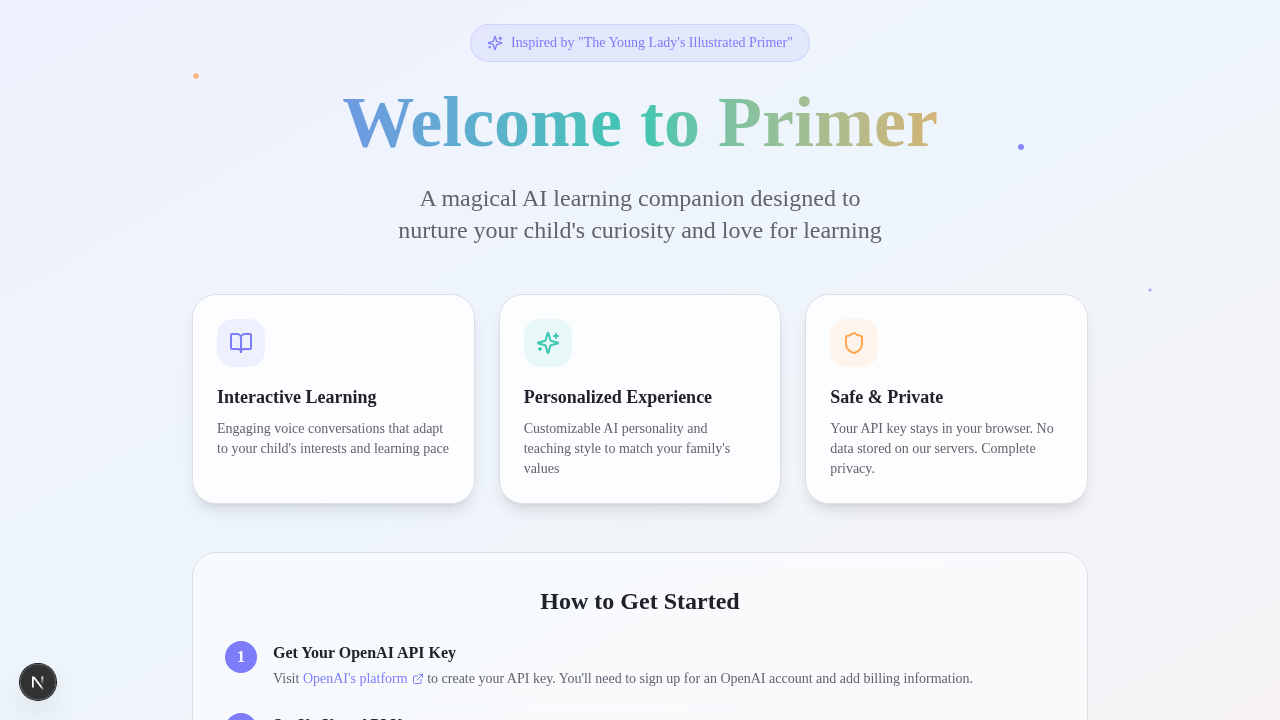 Inspired by "The Young Lady's Illustrated Primer"
Welcome to Primer
A magical AI learning companion designed to
nurture your child's curiosity and love for learning
Interactive Learning
Engaging voice conversations that adapt
to your child's interests and learning pace
Personalized Experience
Customizable AI personality and
teaching style to match your family's
values
Safe & Private
Your API key stays in your browser. No
data stored on our servers. Complete
privacy.
How to Get Started
1
Get Your OpenAI API Key
Visit OpenAI's platform to create your API key. You'll need to sign up for an OpenAI account and add billing information.
N